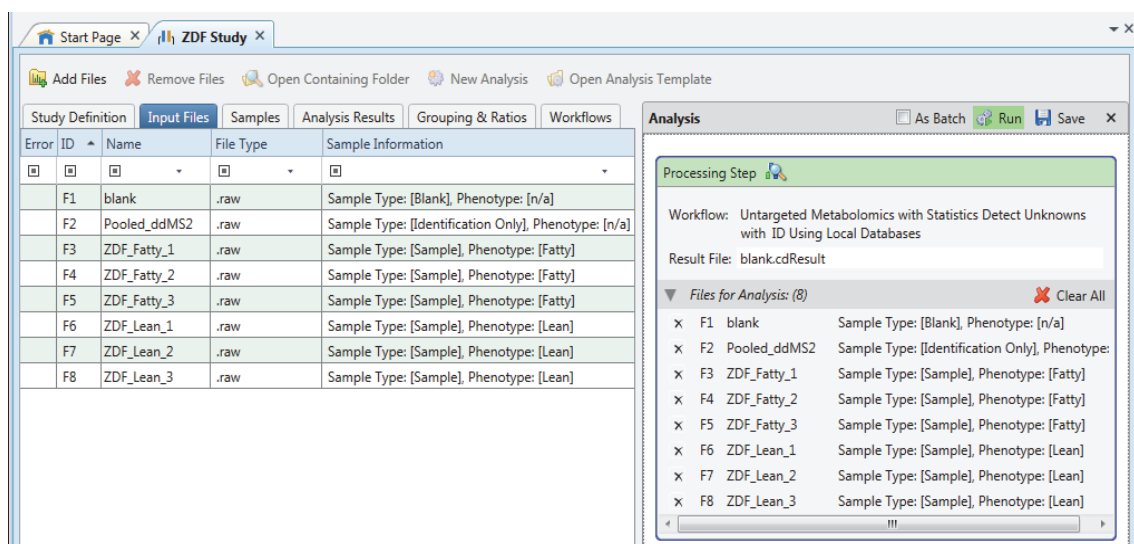 Start Page ZDF Study
Add Files Remove Files Open Containing Folder New Analysis Open Analysis Template
Study Definition Input Files Samples Analysis Results Grouping & Ratios Workflows
Error ID Name File Type Sample Information
F1 blank .raw Sample Type: [Blank], Phenotype: [n/a]
F2 Pooled_ddMS2 .raw Sample Type: [Identification Only], Phenotype: [n/a]
F3 ZDF_Fatty_1 .raw Sample Type: [Sample], Phenotype: [Fatty]
F4 ZDF_Fatty_2 .raw Sample Type: [Sample], Phenotype: [Fatty]
F5 ZDF_Fatty_3 .raw Sample Type: [Sample], Phenotype: [Fatty]
F6 ZDF_Lean_1 .raw Sample Type: [Sample], Phenotype: [Lean]
F7 ZDF_Lean_2 .raw Sample Type: [Sample], Phenotype: [Lean]
F8 ZDF_Lean_3 .raw Sample Type: [Sample], Phenotype: [Lean]
Analysis As Batch Run Save
Processing Step
Workflow: Untargeted Metabolomics with Statistics Detect Unknowns
with ID Using Local Databases
Result File: blank.cdResult
Files for Analysis: (8) Clear All
F1 blank Sample Type: [Blank], Phenotype: [n/a]
F2 Pooled_ddMS2 Sample Type: [Identification Only], Phenotype:
F3 ZDF_Fatty_1 Sample Type: [Sample], Phenotype: [Fatty]
F4 ZDF_Fatty_2 Sample Type: [Sample], Phenotype: [Fatty]
F5 ZDF_Fatty_3 Sample Type: [Sample], Phenotype: [Fatty]
F6 ZDF_Lean_1 Sample Type: [Sample], Phenotype: [Lean]
F7 ZDF_Lean_2 Sample Type: [Sample], Phenotype: [Lean]
F8 ZDF_Lean_3 Sample Type: [Sample], Phenotype: [Lean]